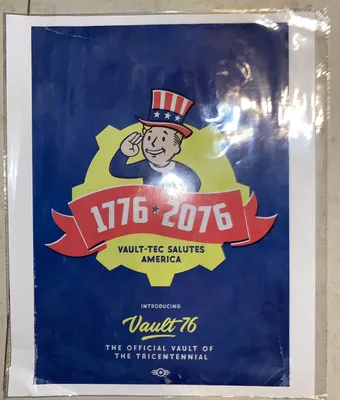 1776 ★ 2076
VAULT-TEC SALUTES
AMERICA
INTRODUCING
Vault 76
THE OFFICIAL VAULT OF
THE TRICENTENNIAL